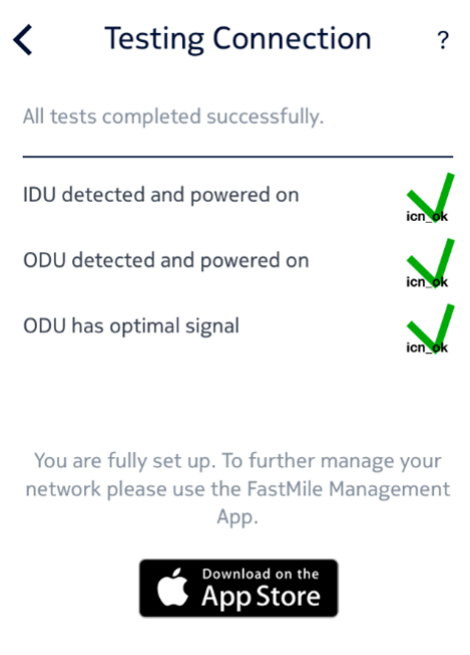 Testing Connection ?
All tests completed successfully.
IDU detected and powered on icn_ok
ODU detected and powered on icn_ok
ODU has optimal signal icn_ok
You are fully set up. To further manage your
network please use the FastMile Management
App.
Download on the
App Store